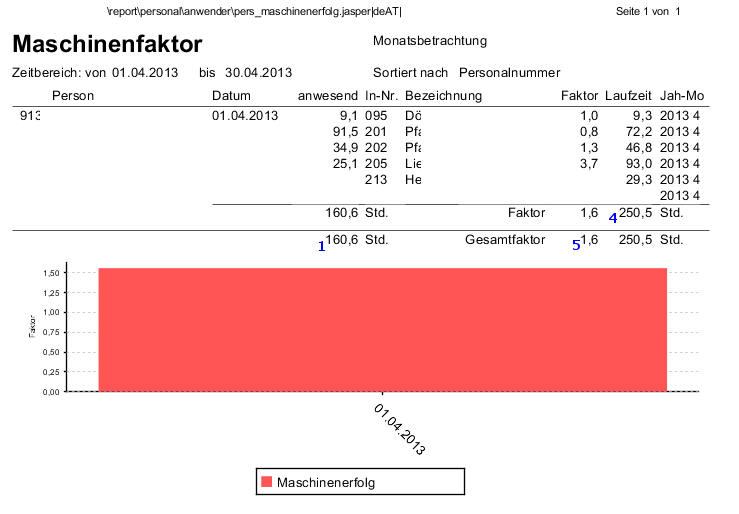 \report\personal\anwender\pers_maschinenerfolg.jasper|deAT| Seite 1 von 1
Maschinenfaktor Monatsbetrachtung
Zeitbereich: von 01.04.2013 bis 30.04.2013 Sortiert nach Personalnummer
Person Datum anwesend In-Nr. Bezeichnung Faktor Laufzeit Jah-Mo
913 01.04.2013 9,1 095 Dö 1,0 9,3 2013 4
91,5 201 Pfa 0,8 72,2 2013 4
34,9 202 Pfa 1,3 46,8 2013 4
25,1 205 Lie 3,7 93,0 2013 4
213 He 29,3 2013 4
2013 4
160,6 Std. Faktor 1,6 4 250,5 Std.
1 160,6 Std. Gesamtfaktor 5 1,6 250,5 Std.
1,50
1,25
1,00
0,75
0,50
0,25
0,00
Faktor
01.04.2013
Maschinenerfolg